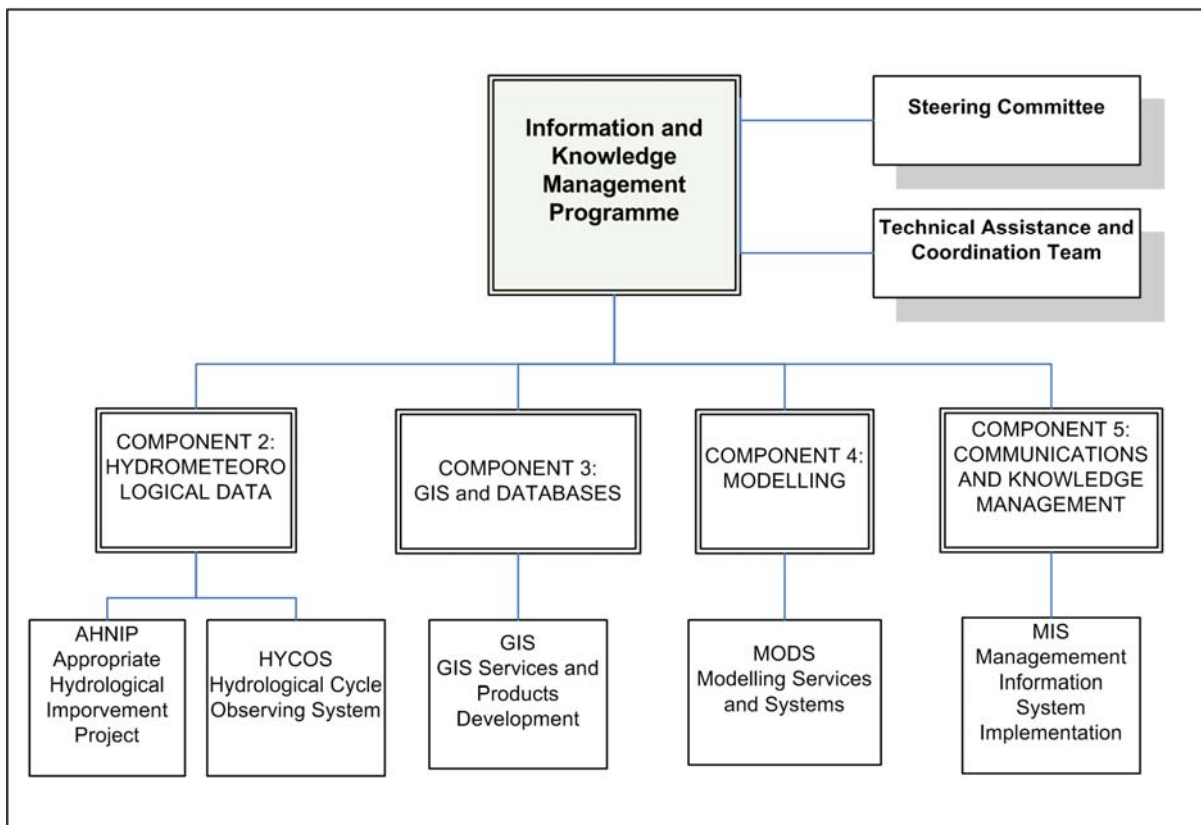 Information and
Knowledge
Management
Programme
Steering Committee
Technical Assistance and
Coordination Team
COMPONENT 2:
HYDROMETEORO
LOGICAL DATA
COMPONENT 3:
GIS and DATABASES
COMPONENT 4:
MODELLING
COMPONENT 5:
COMMUNICATIONS
AND KNOWLEDGE
MANAGEMENT
AHNIP
Appropriate
Hydrological
Imporvement
Project
HYCOS
Hydrological Cycle
Observing System
GIS
GIS Services and
Products
Development
MODS
Modelling Services
and Systems
MIS
Managemement
Information
System
Implementation